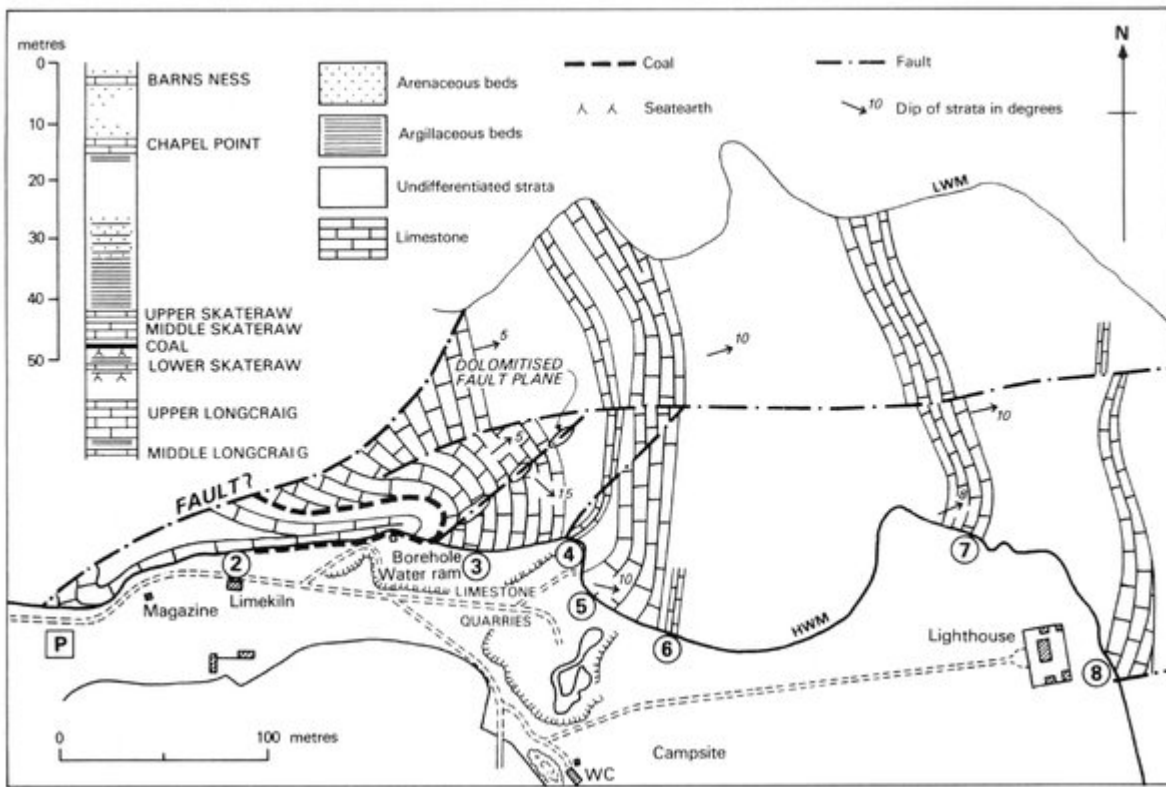 metres
0
10
20
30
40
50
BARNS NESS
CHAPEL POINT
UPPER SKATERAW
MIDDLE SKATERAW
COAL
LOWER SKATERAW
UPPER LONGCRAIG
MIDDLE LONGCRAIG
Arenaceous beds
Argillaceous beds
Undifferentiated strata
Limestone
Coal
Seatearth
Fault
10
Dip of strata in degrees
N
LWM
5
DOLOMITISED
FAULT PLANE
10
10
5
15
FAULT?
2
Borehole
Water ram
3
4
7
Magazine
Limekiln
LIMESTONE
10
5
QUARRIES
6
HWM
Lighthouse
8
P
0
100 metres
Campsite
WC